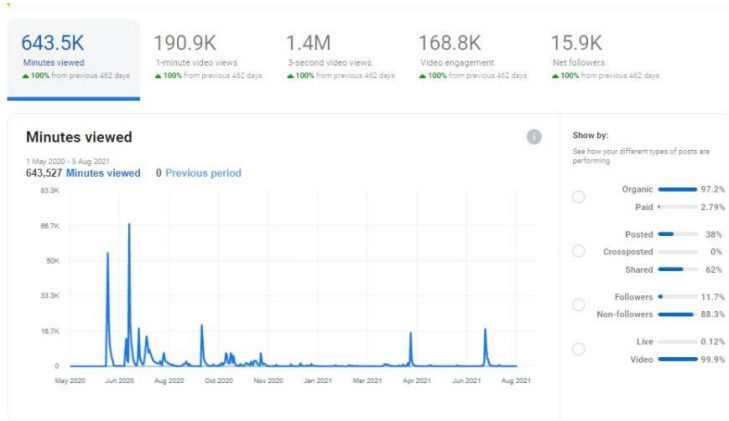 643.5K
Minutes viewed
100% from previous 462 days
190.9K
1-minute video views
100% from previous 462 days
1.4M
3-second video views
100% from previous 462 days
168.8K
Video engagement
100% from previous 462 days
15.9K
Net followers
100% from previous 462 days
Minutes viewed
1 May 2020 - 5 Aug 2021
643,527 Minutes viewed 0 Previous period
83.3K
66.7K
50K
33.3K
16.7K
0
May 2020 Jun 2020 Aug 2020 Oct 2020 Nov 2020 Jan 2021 Mar 2021 Apr 2021 Jun 2021 Aug 2021
Show by:
See how your different types of posts are
performing
Organic 97.2%
Paid 2.79%
Posted 38%
Crossposted 0%
Shared 62%
Followers 11.7%
Non-followers 88.3%
Live 0.12%
Video 99.9%